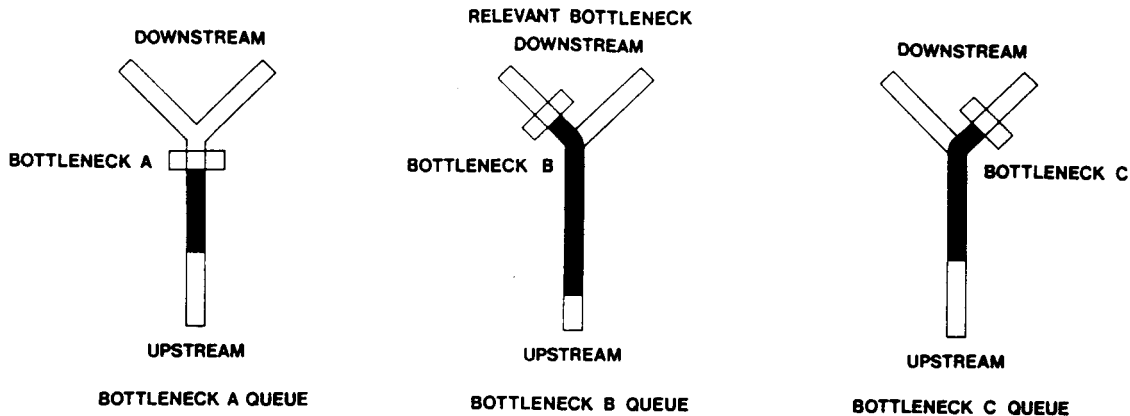 RELEVANT BOTTLENECK
DOWNSTREAM
DOWNSTREAM
DOWNSTREAM
BOTTLENECK A
BOTTLENECK B
BOTTLENECK C
UPSTREAM
UPSTREAM
UPSTREAM
BOTTLENECK A QUEUE
BOTTLENECK B QUEUE
BOTTLENECK C QUEUE